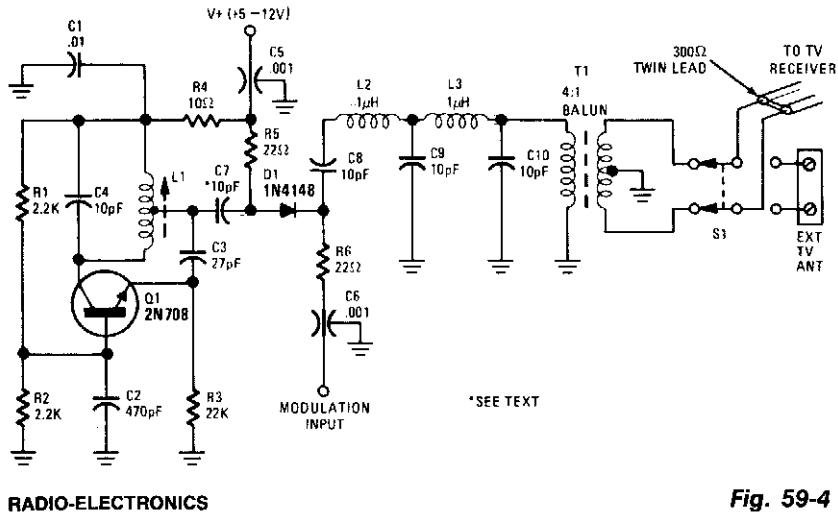 V+ (+5 –12V)
C1
.01
C5
.001
R4
10Ω
R5
22Ω
L2
.1µH
L3
.1µH
T1
4:1
BALUN
300Ω
TWIN LEAD
TO TV
RECEIVER
R1
2.2K
C4
10pF
L1
C7
*10pF
D1
1N4148
C8
10pF
C9
10pF
C10
10pF
S1
EXT
TV
ANT
C3
27pF
R6
22Ω
Q1
2N708
C6
.001
R2
2.2K
C2
470pF
R3
22K
MODULATION
INPUT
*SEE TEXT
RADIO-ELECTRONICS
Fig. 59-4